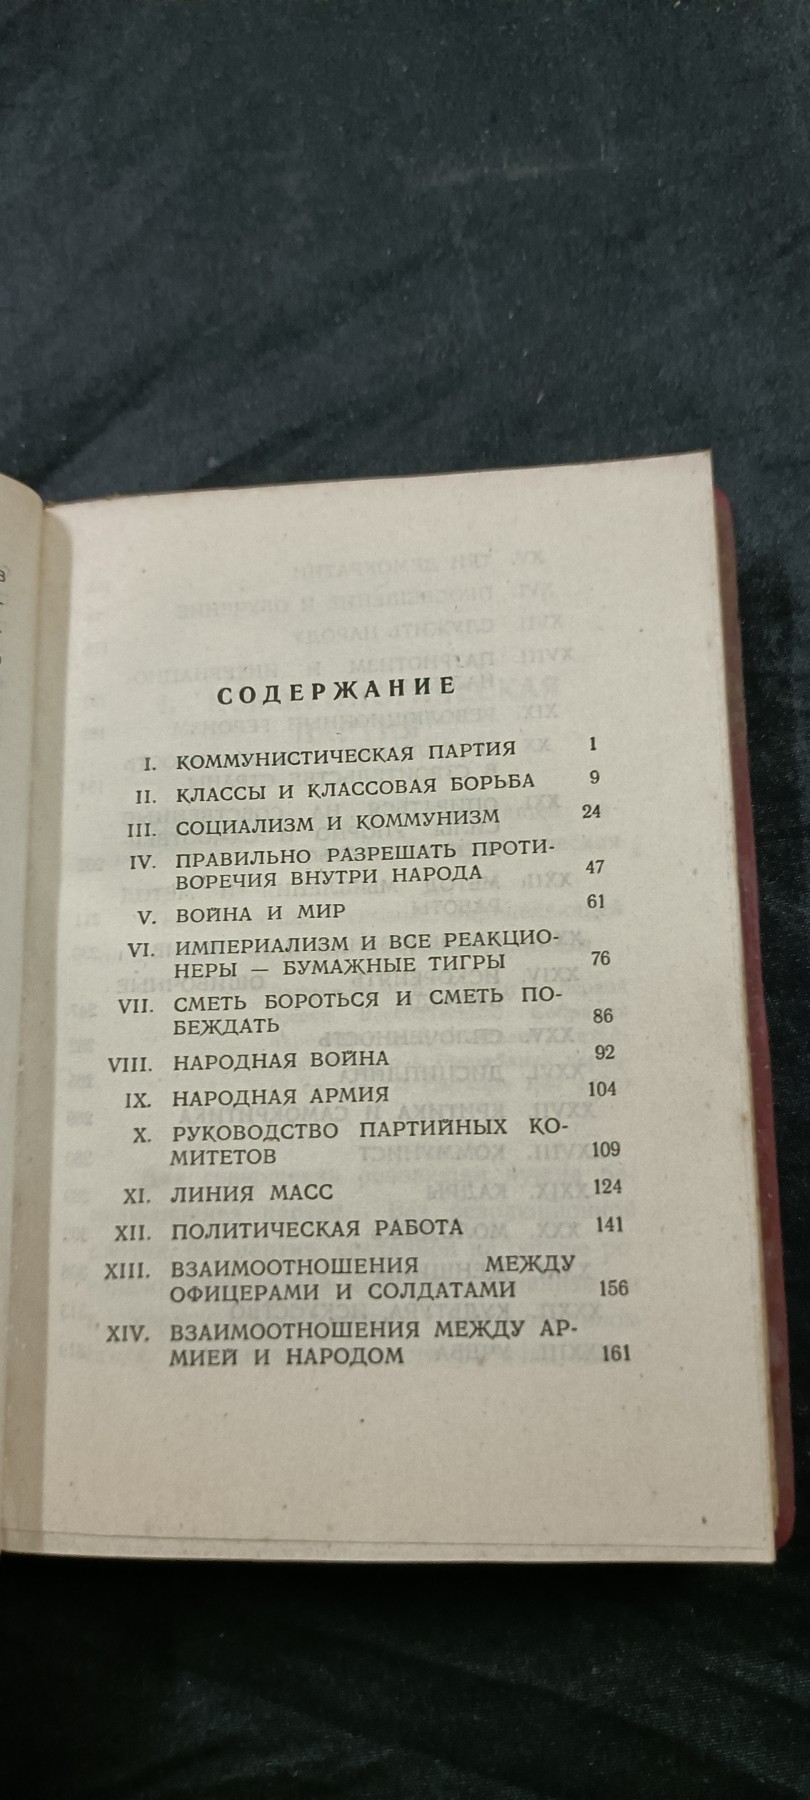 СОДЕРЖАНИЕ
I. КОММУНИСТИЧЕСКАЯ ПАРТИЯ 1
II. КЛАССЫ И КЛАССОВАЯ БОРЬБА 9
III. СОЦИАЛИЗМ И КОММУНИЗМ 24
IV. ПРАВИЛЬНО РАЗРЕШАТЬ ПРОТИ-
ВОРЕЧИЯ ВНУТРИ НАРОДА 47
V. ВОЙНА И МИР 61
VI. ИМПЕРИАЛИЗМ И ВСЕ РЕАКЦИО-
НЕРЫ — БУМАЖНЫЕ ТИГРЫ 76
VII. СМЕТЬ БОРОТЬСЯ И СМЕТЬ ПО-
БЕЖДАТЬ 86
VIII. НАРОДНАЯ ВОЙНА 92
IX. НАРОДНАЯ АРМИЯ 104
X. РУКОВОДСТВО ПАРТИЙНЫХ КО-
МИТЕТОВ 109
XI. ЛИНИЯ МАСС 124
XII. ПОЛИТИЧЕСКАЯ РАБОТА 141
XIII. ВЗАИМООТНОШЕНИЯ МЕЖДУ
ОФИЦЕРАМИ И СОЛДАТАМИ 156
XIV. ВЗАИМООТНОШЕНИЯ МЕЖДУ АР-
МИЕЙ И НАРОДОМ 161